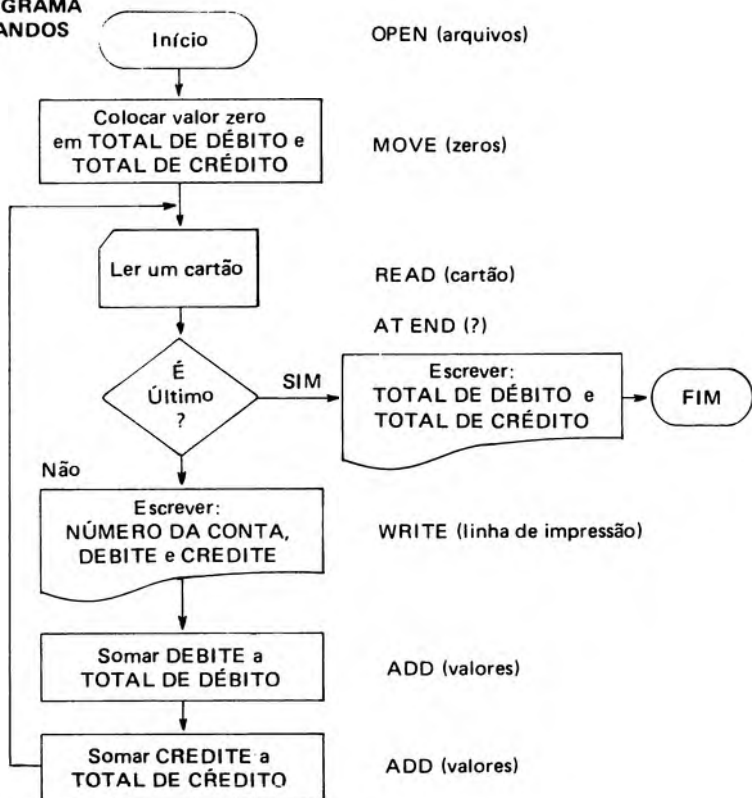 GRAMA
ANDOS
Início
OPEN (arquivos)
Colocar valor zero
em TOTAL DE DÉBITO e
TOTAL DE CRÉDITO
MOVE (zeros)
Ler um cartão
READ (cartão)
AT END (?)
É
Último
?
SIM
Escrever:
TOTAL DE DÉBITO e
TOTAL DE CRÉDITO
FIM
Não
Escrever:
NÚMERO DA CONTA,
DEBITE e CREDITE
WRITE (linha de impressão)
Somar DEBITE a
TOTAL DE DÉBITO
ADD (valores)
Somar CREDITE a
TOTAL DE CRÉDITO
ADD (valores)